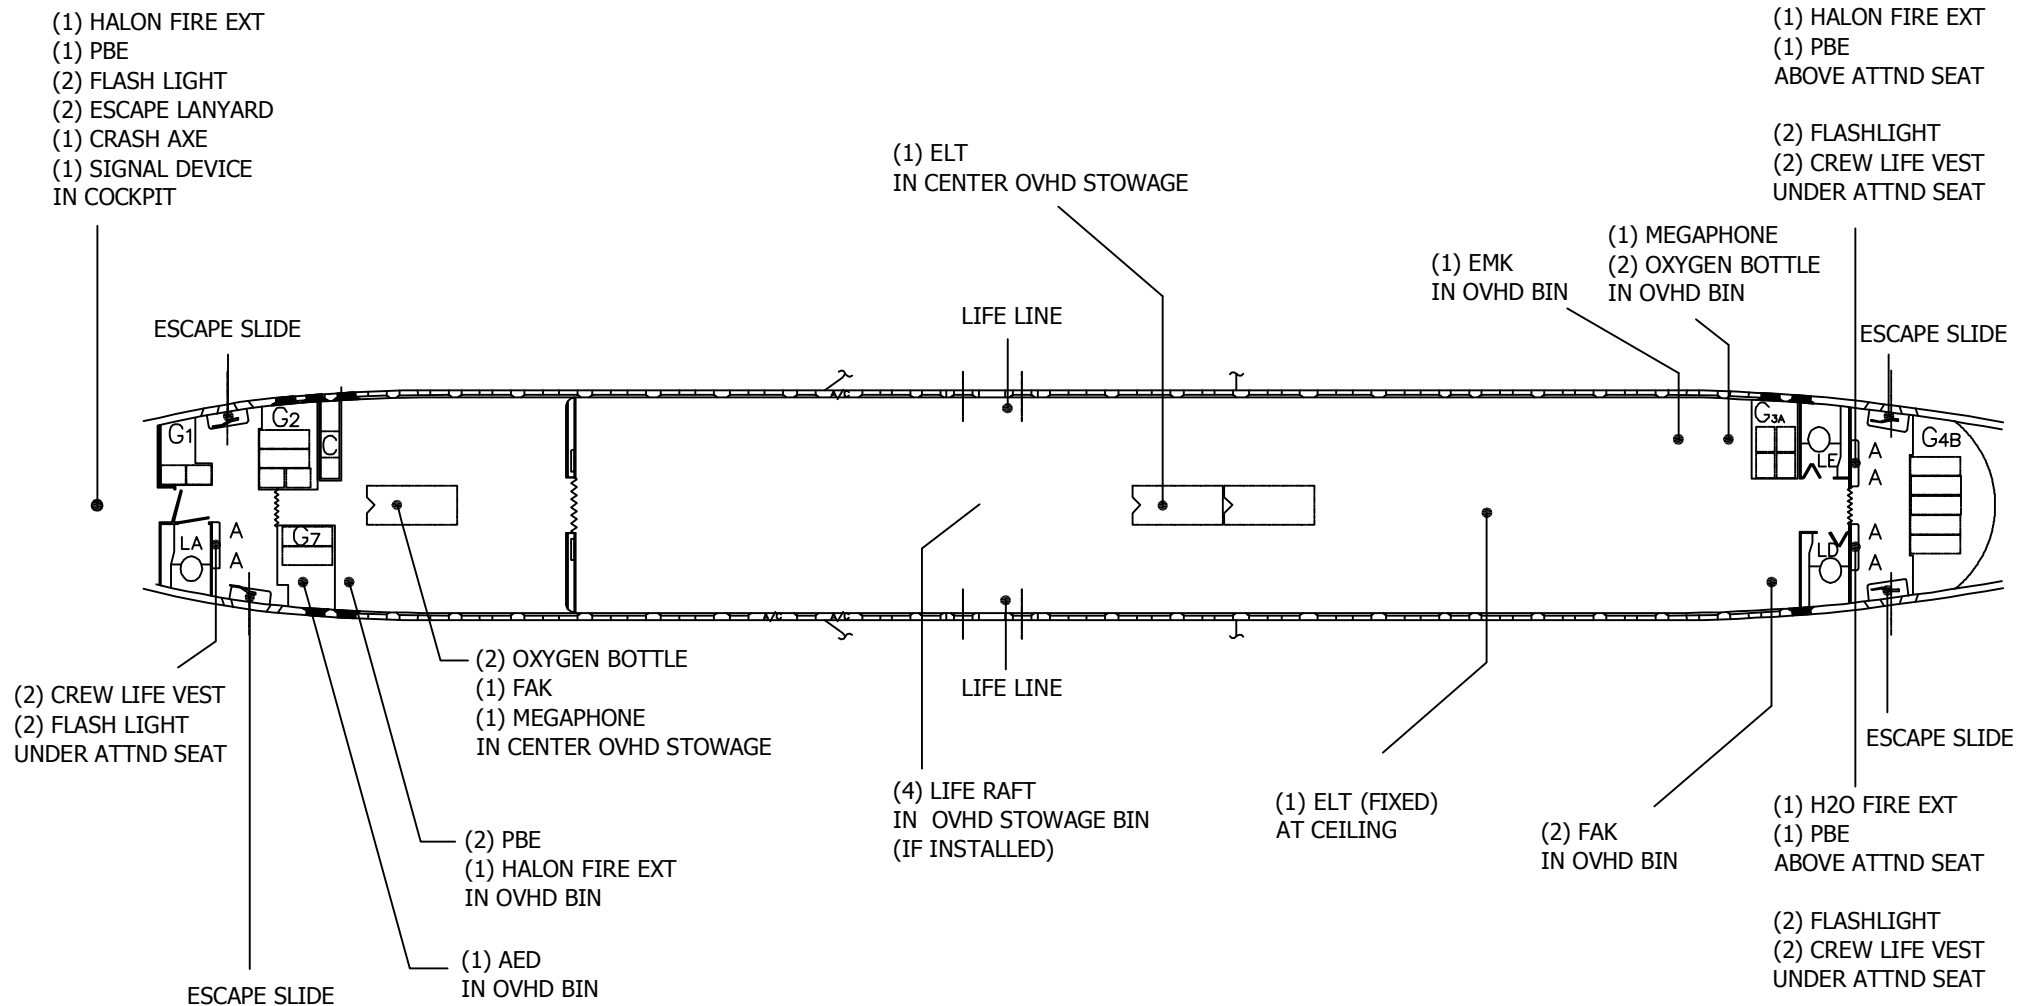 (1) HALON FIRE EXT
(1) PBE
(2) FLASH LIGHT
(2) ESCAPE LANYARD
(1) CRASH AXE
(1) SIGNAL DEVICE
IN COCKPIT
(1) ELT
IN CENTER OVHD STOWAGE
(1) HALON FIRE EXT
(1) PBE
ABOVE ATTND SEAT
(2) FLASHLIGHT
(2) CREW LIFE VEST
UNDER ATTND SEAT
(1) EMK
IN OVHD BIN
(1) MEGAPHONE
(2) OXYGEN BOTTLE
IN OVHD BIN
ESCAPE SLIDE
LIFE LINE
ESCAPE SLIDE
A/C
G1
G2
C
G3A
LE
A
A
G4B
LA
A
A
G7
LD
A
A
A/C
A/C
(2) CREW LIFE VEST
(2) FLASH LIGHT
UNDER ATTND SEAT
(2) OXYGEN BOTTLE
(1) FAK
(1) MEGAPHONE
IN CENTER OVHD STOWAGE
LIFE LINE
ESCAPE SLIDE
(2) PBE
(1) HALON FIRE EXT
IN OVHD BIN
(4) LIFE RAFT
IN OVHD STOWAGE BIN
(IF INSTALLED)
(1) ELT (FIXED)
AT CEILING
(2) FAK
IN OVHD BIN
(1) H2O FIRE EXT
(1) PBE
ABOVE ATTND SEAT
(2) FLASHLIGHT
(2) CREW LIFE VEST
UNDER ATTND SEAT
(1) AED
IN OVHD BIN
ESCAPE SLIDE